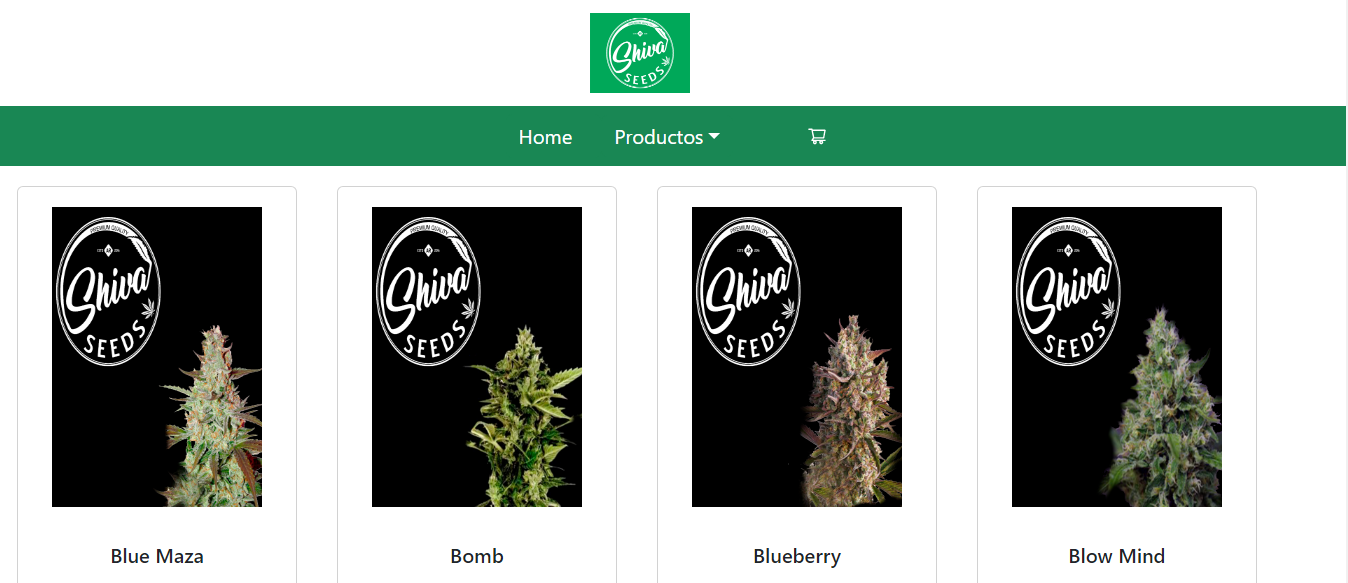 Shiva
SEEDS
Home
Productos
PREMIUM QUALITY
Shiva
SEEDS
PREMIUM QUALITY
Shiva
SEEDS
PREMIUM QUALITY
Shiva
SEEDS
PREMIUM QUALITY
Shiva
SEEDS
Blue Maza
Bomb
Blueberry
Blow Mind